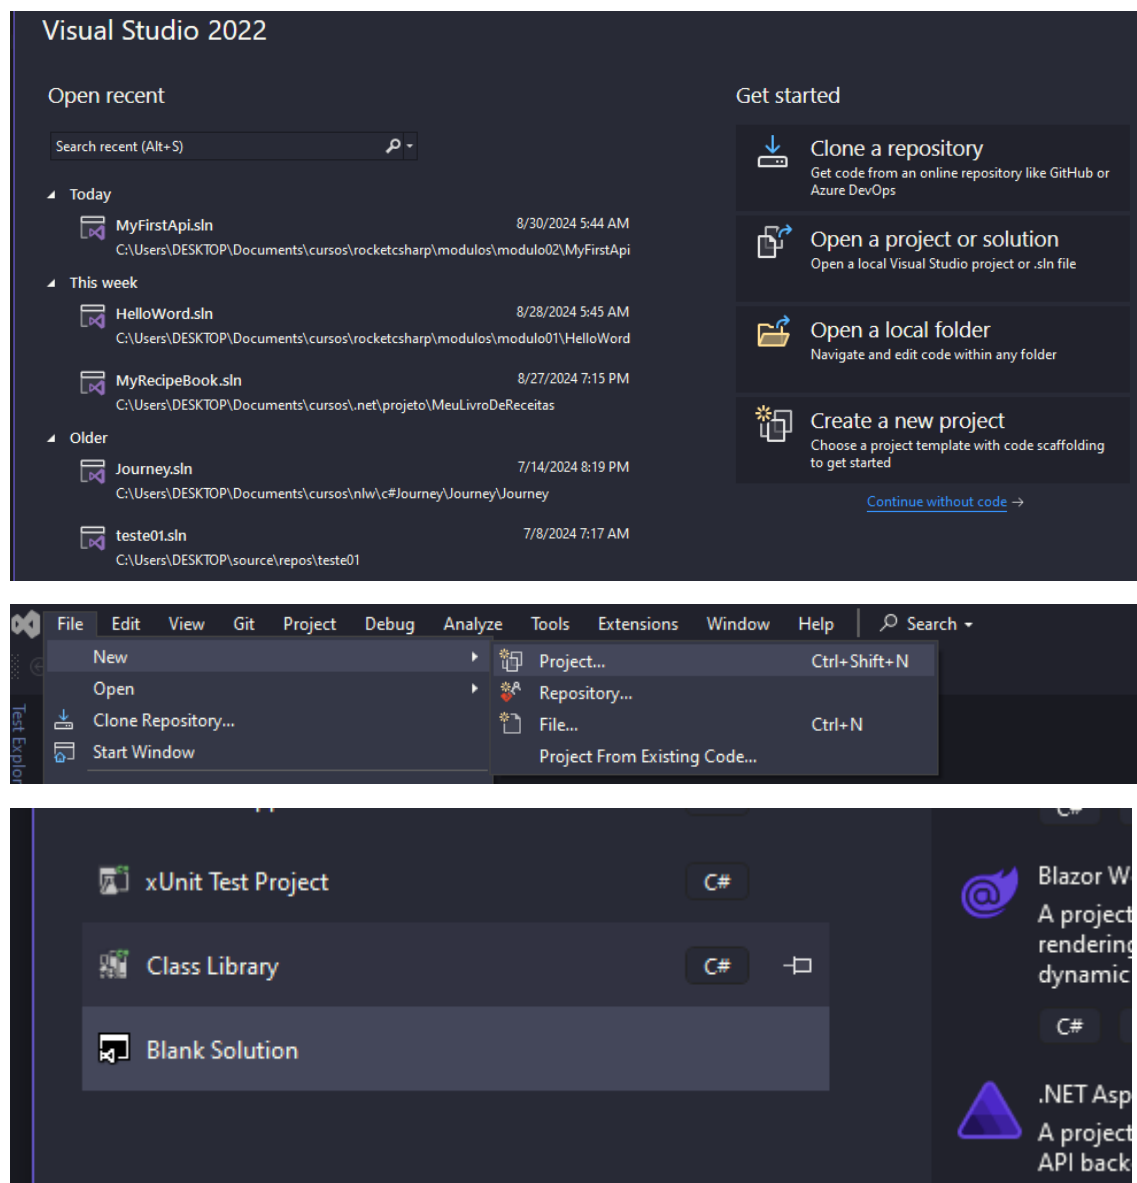 Visual Studio 2022
Open recent
Search recent (Alt+S)
Today
MyFirstApi.sln 8/30/2024 5:44 AM
C:\Users\DESKTOP\Documents\cursos\rocketcsharp\modulos\modulo02\MyFirstApi
This week
HelloWord.sln 8/28/2024 5:45 AM
C:\Users\DESKTOP\Documents\cursos\rocketcsharp\modulos\modulo01\HelloWord
MyRecipeBook.sln 8/27/2024 7:15 PM
C:\Users\DESKTOP\Documents\cursos\.net\projeto\MeuLivroDeReceitas
Older
Journey.sln 7/14/2024 8:19 PM
C:\Users\DESKTOP\Documents\cursos\nlw\c#Journey\Journey\Journey
teste01.sln 7/8/2024 7:17 AM
C:\Users\DESKTOP\source\repos\teste01
Get started
Clone a repository
Get code from an online repository like GitHub or
Azure DevOps
Open a project or solution
Open a local Visual Studio project or .sln file
Open a local folder
Navigate and edit code within any folder
Create a new project
Choose a project template with code scaffolding
to get started
Continue without code →
File Edit View Git Project Debug Analyze Tools Extensions Window Help Search
New
Open
Clone Repository...
Start Window
Project... Ctrl+Shift+N
Repository...
File... Ctrl+N
Project From Existing Code...
Test Explor
xUnit Test Project C#
Class Library C#
Blank Solution
C#
Blazor W
A project
rendering
dynamic
C#
.NET Asp
A project
API back